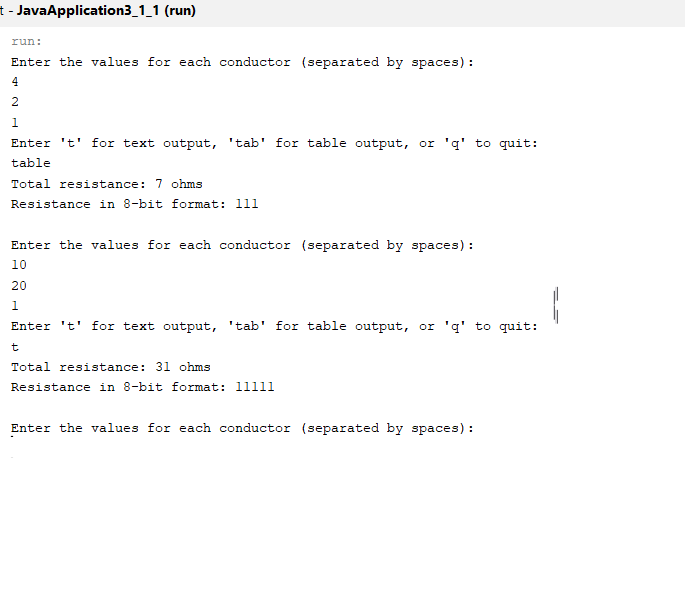 t - JavaApplication3_1_1 (run)
run:
Enter the values for each conductor (separated by spaces):
4
2
1
Enter 't' for text output, 'tab' for table output, or 'q' to quit:
table
Total resistance: 7 ohms
Resistance in 8-bit format: 111
Enter the values for each conductor (separated by spaces):
10
20
1
Enter 't' for text output, 'tab' for table output, or 'q' to quit:
t
Total resistance: 31 ohms
Resistance in 8-bit format: 11111
Enter the values for each conductor (separated by spaces):